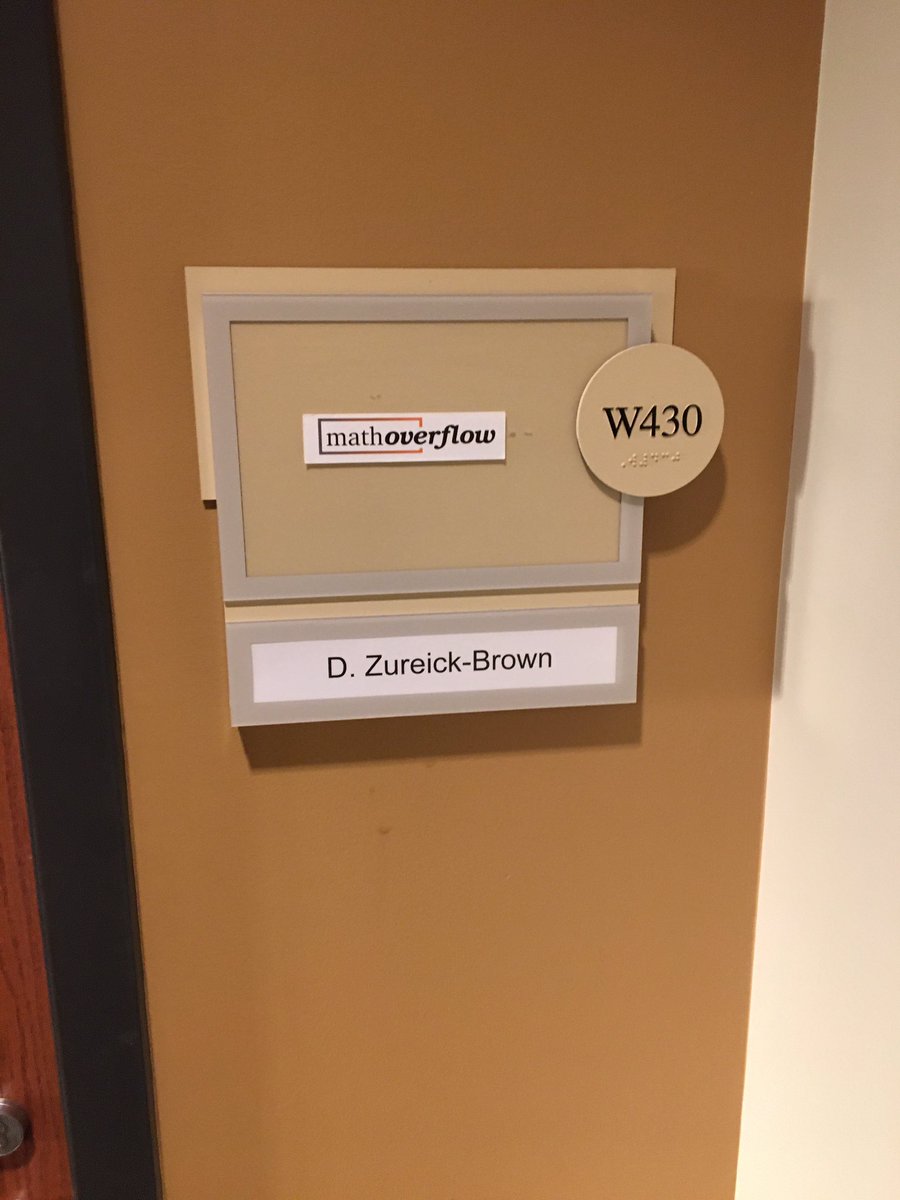 mathoverflow
W430
D. Zureick-Brown